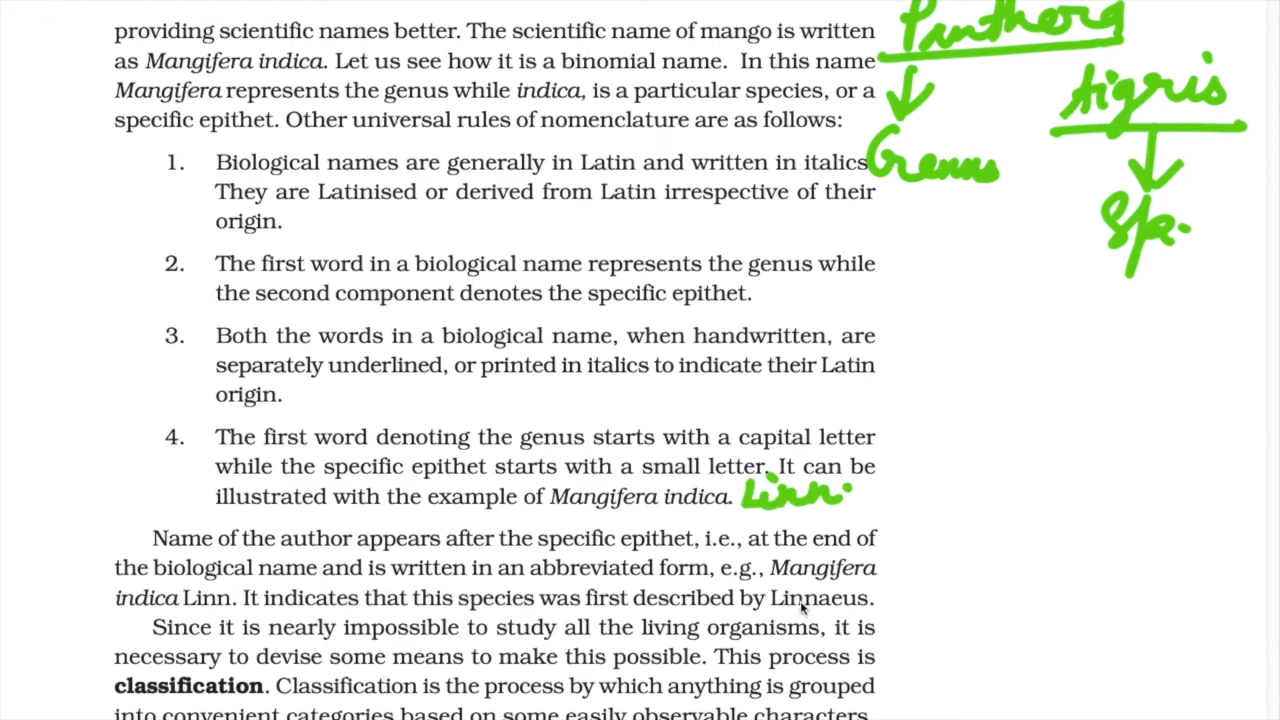 providing scientific names better. The scientific name of mango is written
as Mangifera indica. Let us see how it is a binomial name. In this name
Mangifera represents the genus while indica, is a particular species, or a
specific epithet. Other universal rules of nomenclature are as follows:
1. Biological names are generally in Latin and written in italics
They are Latinised or derived from Latin irrespective of their
origin.
2. The first word in a biological name represents the genus while
the second component denotes the specific epithet.
3. Both the words in a biological name, when handwritten, are
separately underlined, or printed in italics to indicate their Latin
origin.
4. The first word denoting the genus starts with a capital letter
while the specific epithet starts with a small letter. It can be
illustrated with the example of Mangifera indica. Linn.
Name of the author appears after the specific epithet, i.e., at the end of
the biological name and is written in an abbreviated form, e.g., Mangifera
indica Linn. It indicates that this species was first described by Linnaeus.
Since it is nearly impossible to study all the living organisms, it is
necessary to devise some means to make this possible. This process is
classification. Classification is the process by which anything is grouped
into convenient categories based on some easily observable characters.
Panthera
tigris
Genus
Spe.